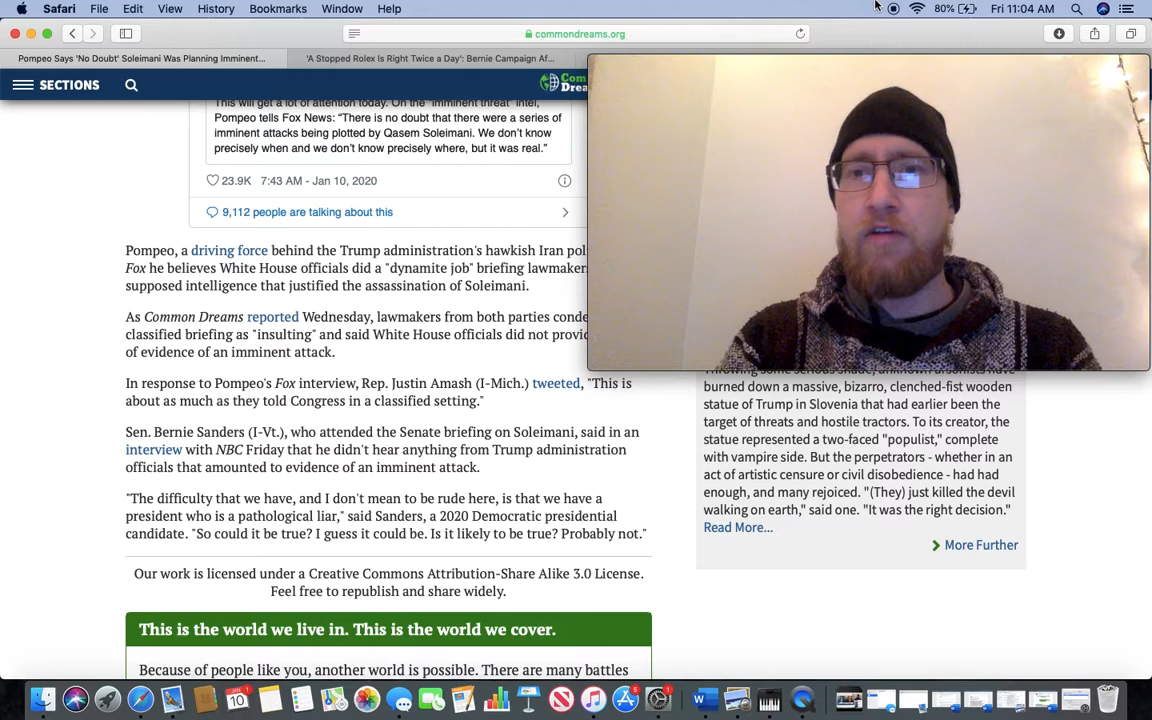 Safari File Edit View History Bookmarks Window Help 80% Fri 11:04 AM
commondreams.org
Pompeo Says 'No Doubt' Soleimani Was Planning Imminent... 'A Stopped Rolex Is Right Twice a Day': Bernie Campaign Af...
SECTIONS Com
Drea
This will get a lot of attention today. On the "imminent threat" intel,
Pompeo tells Fox News: “There is no doubt that there were a series of
imminent attacks being plotted by Qasem Soleimani. We don’t know
precisely when and we don’t know precisely where, but it was real.”
23.9K 7:43 AM - Jan 10, 2020
9,112 people are talking about this
Pompeo, a driving force behind the Trump administration's hawkish Iran pol
Fox he believes White House officials did a "dynamite job" briefing lawmakers
supposed intelligence that justified the assassination of Soleimani.
As Common Dreams reported Wednesday, lawmakers from both parties conde
classified briefing as "insulting" and said White House officials did not provid
of evidence of an imminent attack.
In response to Pompeo's Fox interview, Rep. Justin Amash (I-Mich.) tweeted, "This is
about as much as they told Congress in a classified setting."
Sen. Bernie Sanders (I-Vt.), who attended the Senate briefing on Soleimani, said in an
interview with NBC Friday that he didn't hear anything from Trump administration
officials that amounted to evidence of an imminent attack.
"The difficulty that we have, and I don't mean to be rude here, is that we have a
president who is a pathological liar," said Sanders, a 2020 Democratic presidential
candidate. "So could it be true? I guess it could be. Is it likely to be true? Probably not."
Our work is licensed under a Creative Commons Attribution-Share Alike 3.0 License.
Feel free to republish and share widely.
This is the world we live in. This is the world we cover.
Because of people like you, another world is possible. There are many battles
burned down a massive, bizarro, clenched-fist wooden
statue of Trump in Slovenia that had earlier been the
target of threats and hostile tractors. To its creator, the
statue represented a two-faced "populist," complete
with vampire side. But the perpetrators - whether in an
act of artistic censure or civil disobedience - had had
enough, and many rejoiced. "(They) just killed the devil
walking on earth," said one. "It was the right decision."
Read More...
More Further